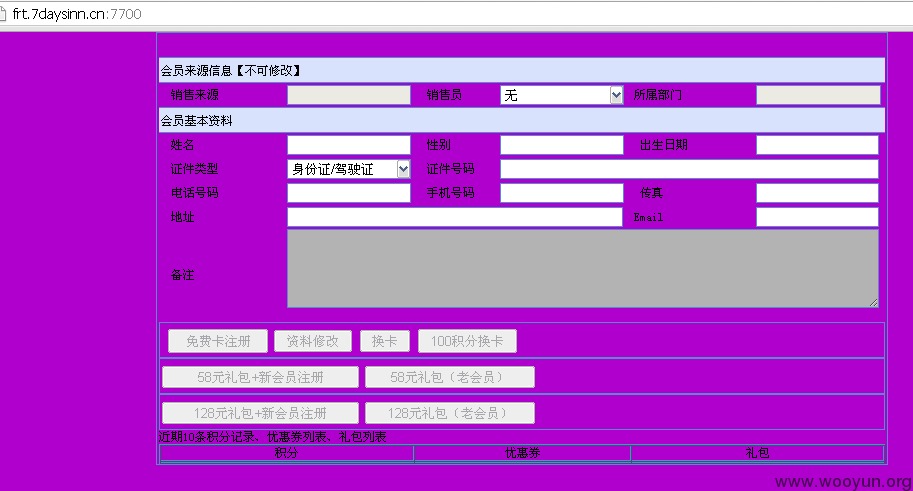 frt.7daysinn.cn:7700
会员来源信息【不可修改】
销售来源 销售员 无 所属部门
会员基本资料
姓名 性别 出生日期
证件类型 身份证/驾驶证 证件号码
电话号码 手机号码 传真
地址 Email
备注
免费卡注册 资料修改 换卡 100积分换卡
58元礼包+新会员注册 58元礼包（老会员）
128元礼包+新会员注册 128元礼包（老会员）
近期10条积分记录、优惠券列表、礼包列表
积分 优惠券 礼包
www.wooyun.org